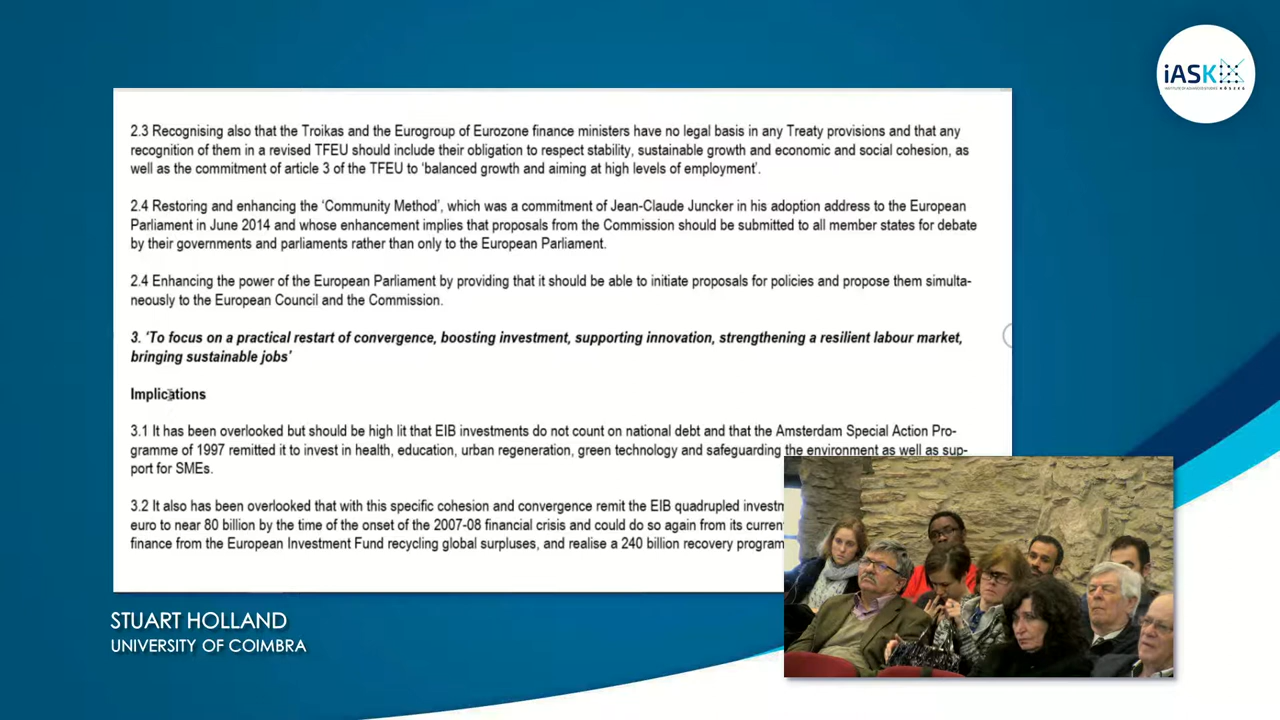 iASK
INSTITUTE OF ADVANCED STUDIES KŐSZEG
2.3 Recognising also that the Troikas and the Eurogroup of Eurozone finance ministers have no legal basis in any Treaty provisions and that any
recognition of them in a revised TFEU should include their obligation to respect stability, sustainable growth and economic and social cohesion, as
well as the commitment of article 3 of the TFEU to ‘balanced growth and aiming at high levels of employment’.
2.4 Restoring and enhancing the ‘Community Method’, which was a commitment of Jean-Claude Juncker in his adoption address to the European
Parliament in June 2014 and whose enhancement implies that proposals from the Commission should be submitted to all member states for debate
by their governments and parliaments rather than only to the European Parliament.
2.4 Enhancing the power of the European Parliament by providing that it should be able to initiate proposals for policies and propose them simulta-
neously to the European Council and the Commission.
3. ‘To focus on a practical restart of convergence, boosting investment, supporting innovation, strengthening a resilient labour market,
bringing sustainable jobs’
Implications
3.1 It has been overlooked but should be high lit that EIB investments do not count on national debt and that the Amsterdam Special Action Pro-
gramme of 1997 remitted it to invest in health, education, urban regeneration, green technology and safeguarding the environment as well as sup-
port for SMEs.
3.2 It also has been overlooked that with this specific cohesion and convergence remit the EIB quadrupled
euro to near 80 billion by the time of the onset of the 2007-08 financial crisis and could do so again from its
finance from the European Investment Fund recycling global surpluses, and realise a 240 billion recovery
STUART HOLLAND
UNIVERSITY OF COIMBRA